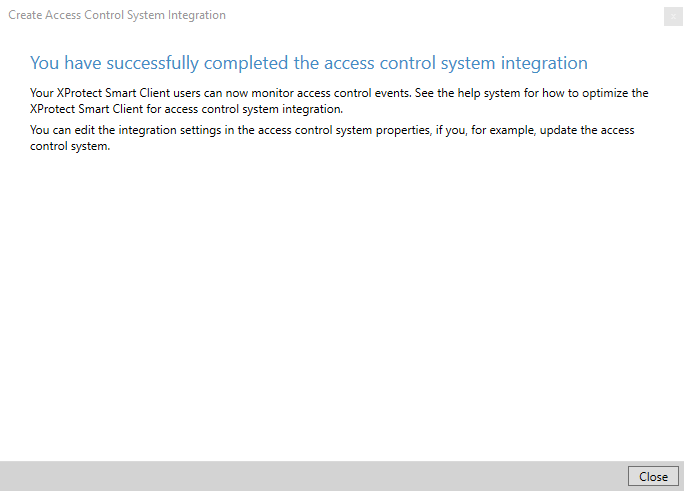 Create Access Control System Integration
You have successfully completed the access control system integration
Your XProtect Smart Client users can now monitor access control events. See the help system for how to optimize the
XProtect Smart Client for access control system integration.
You can edit the integration settings in the access control system properties, if you, for example, update the access
control system.
Close